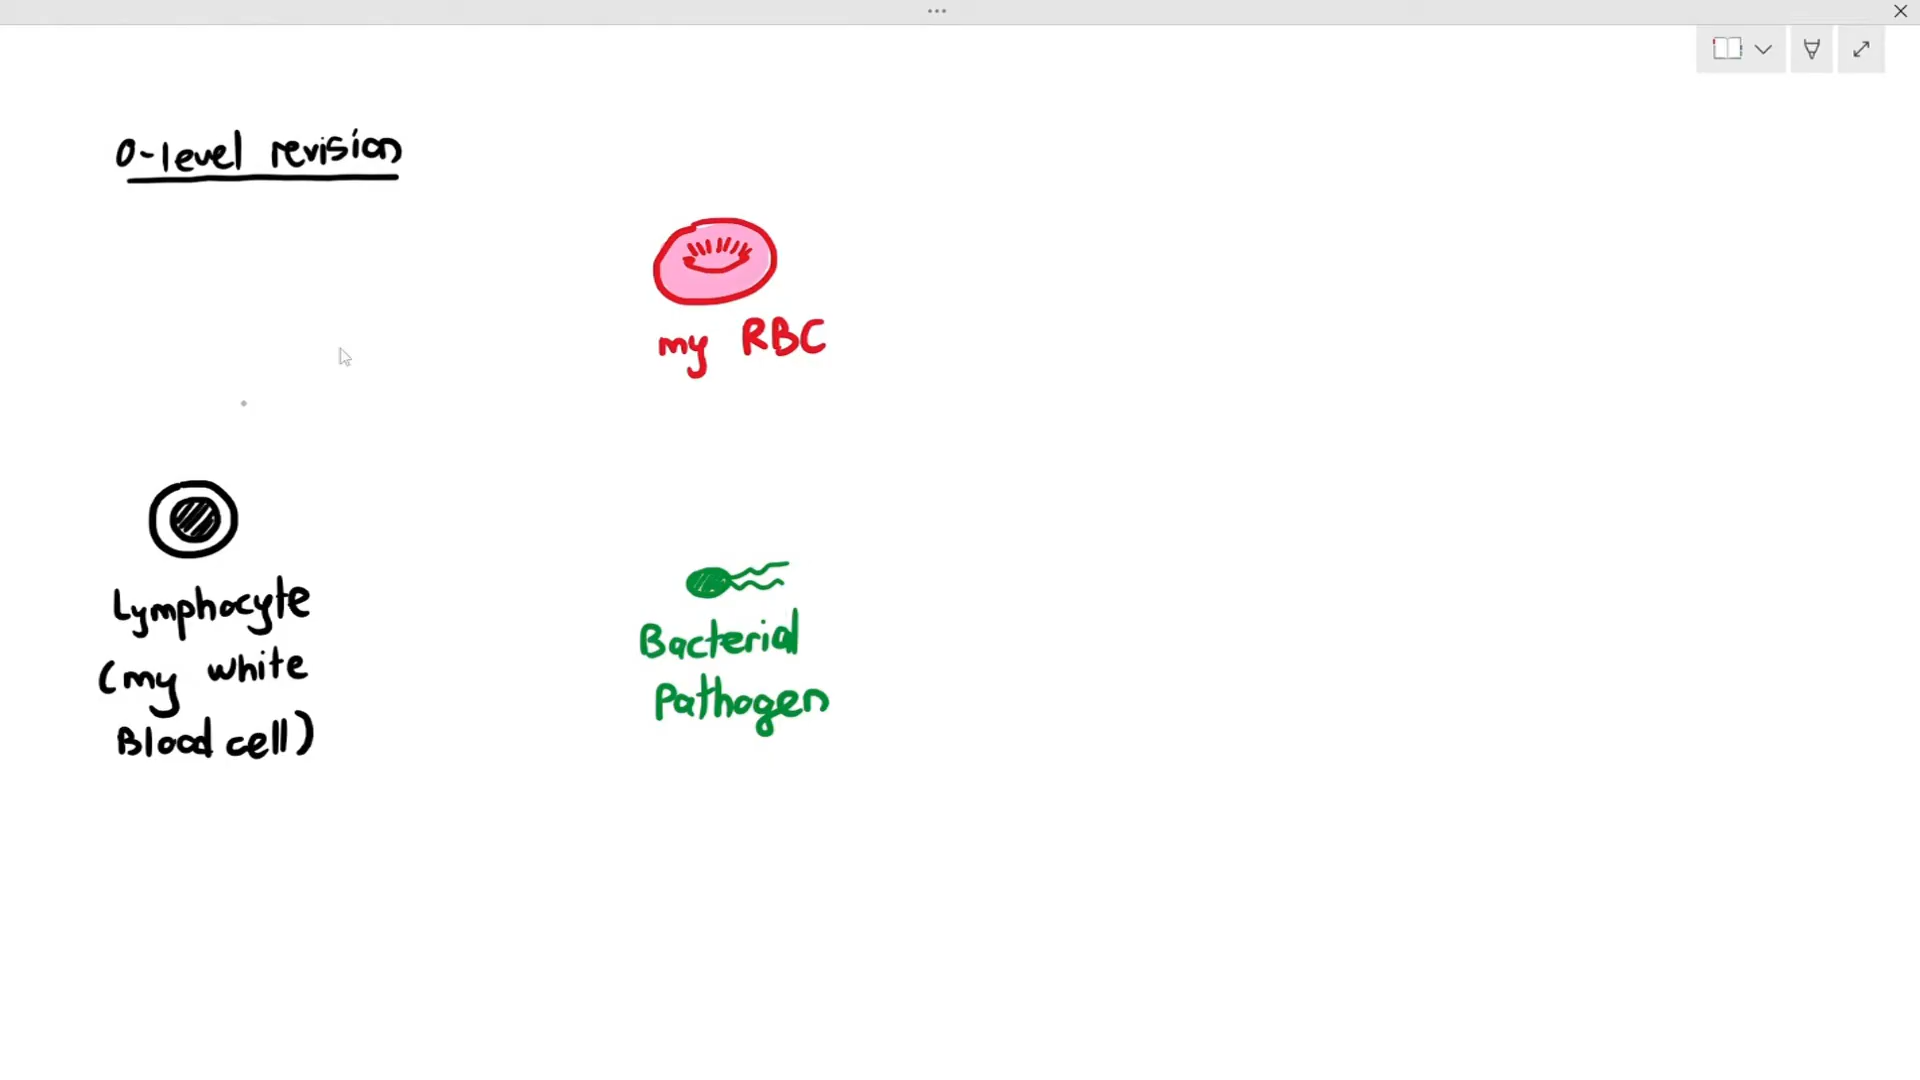 O-level revision
my RBC
Lymphocyte
(my white
Blood cell)
Bacterial
Pathogen